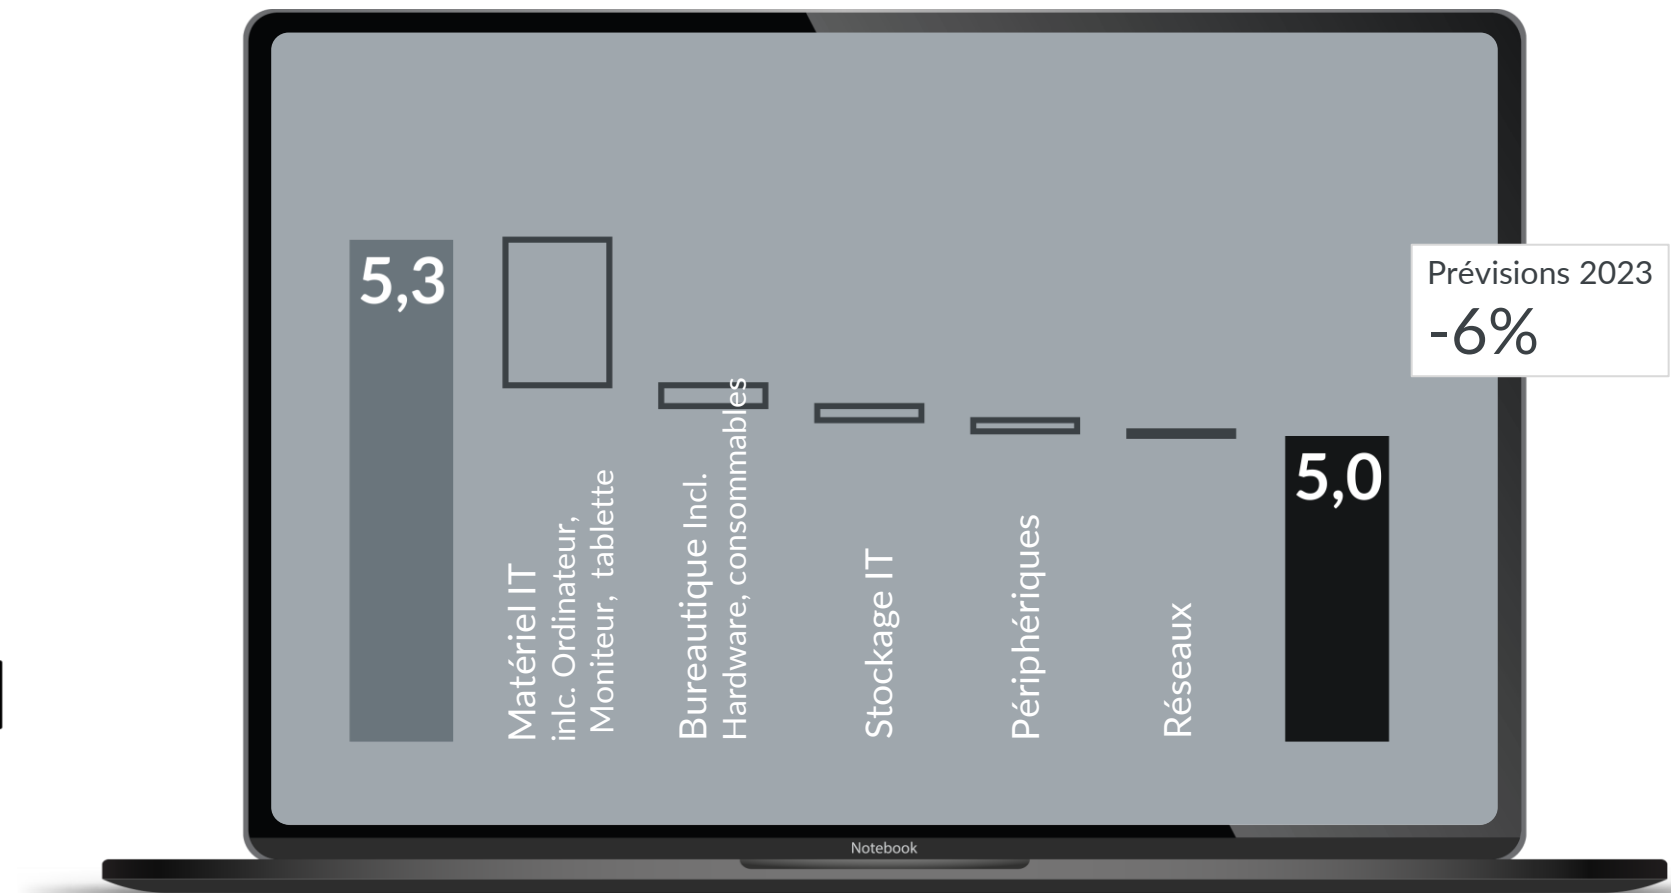 5,3
Matériel IT
inlc. Ordinateur,
Moniteur, tablette
Bureautique Incl.
Hardware, consommables
Stockage IT
Périphériques
Réseaux
5,0
Prévisions 2023
-6%
Notebook